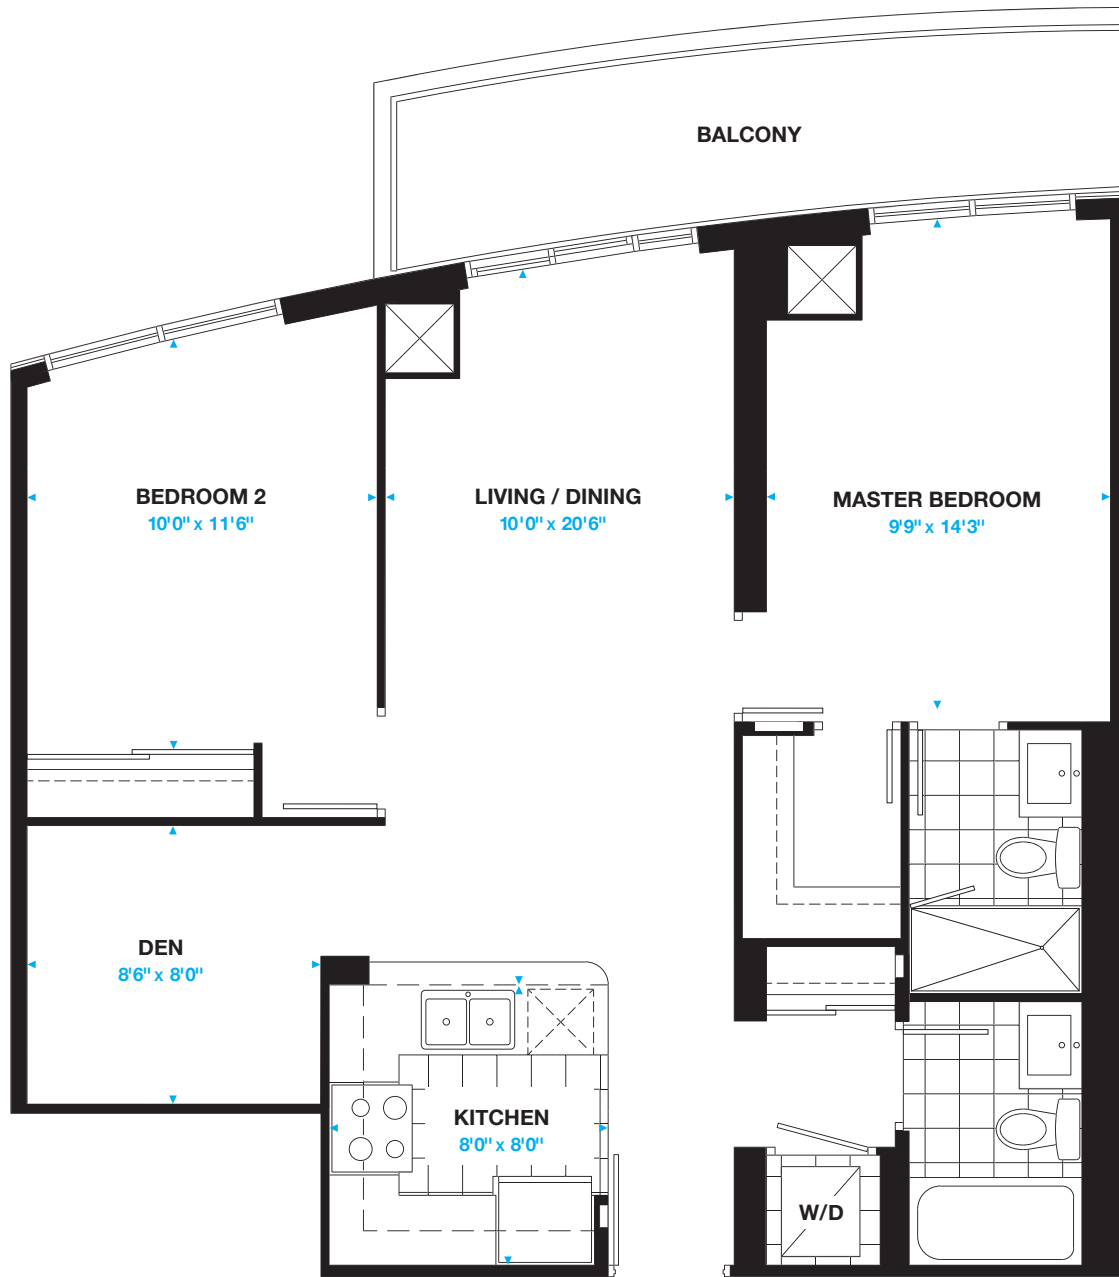 BALCONY
BEDROOM 2
10'0" x 11'6"
LIVING / DINING
10'0" x 20'6"
MASTER BEDROOM
9'9" x 14'3"
DEN
8'6" x 8'0"
KITCHEN
8'0" x 8'0"
W/D